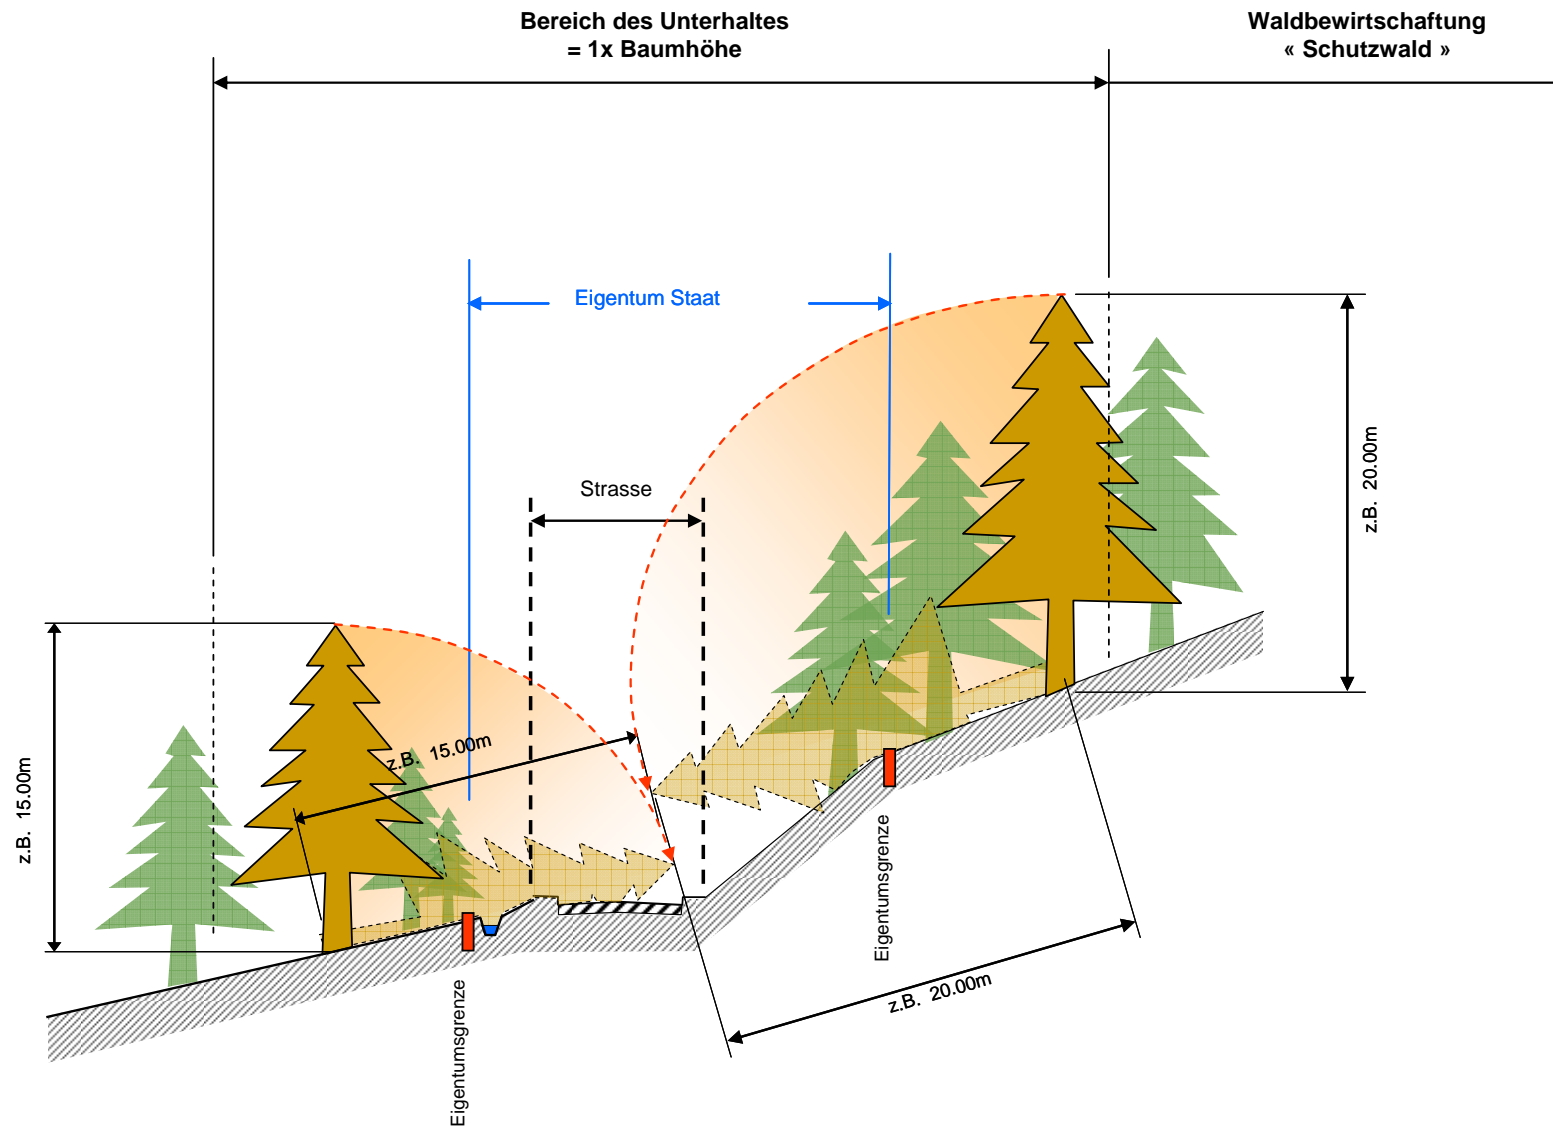 Bereich des Unterhaltes
= 1x Baumhöhe
Waldbewirtschaftung
« Schutzwald »
Eigentum Staat
Strasse
z.B. 20.00m
z.B. 15.00m
z.B. 15.00m
Eigentumsgrenze
z.B. 20.00m
Eigentumsgrenze